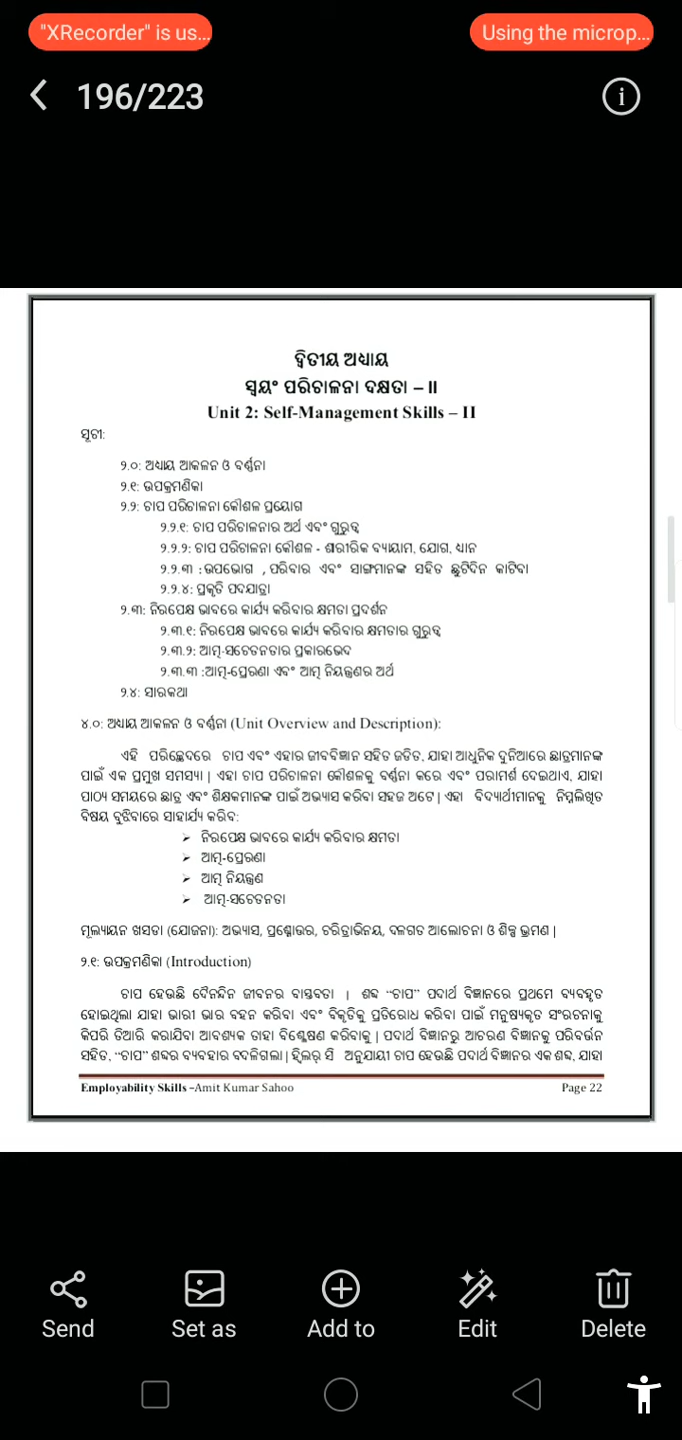 "XRecorder" is us...
Using the microp...
196/223
ଦ୍ୱିତୀୟ ଅଧ୍ୟାୟ
ସ୍ୱୟଂ ପରିଚାଳନା ଦକ୍ଷତା – II
Unit 2: Self-Management Skills – II
ସୂଚୀ:
୨.୦: ଅଧ୍ୟାୟ ଆକଳନ ଓ ବର୍ଣ୍ଣନା
୨.୧: ଉପକ୍ରମଣିକା
୨.୨: ଚାପ ପରିଚାଳନା କୌଶଳ ପ୍ରୟୋଗ
୨.୨.୧: ଚାପ ପରିଚାଳନାର ଅର୍ଥ ଏବଂ ଗୁରୁତ୍ୱ
୨.୨.୨: ଚାପ ପରିଚାଳନା କୌଶଳ - ଶାରୀରିକ ବ୍ୟାୟାମ, ଯୋଗ, ଧ୍ୟାନ
୨.୨.୩ :ଉପଭୋଗ , ପରିବାର ଏବଂ ସାଙ୍ଗମାନଙ୍କ ସହିତ ଛୁଟିଦିନ କାଟିବା
୨.୨.୪: ପ୍ରକୃତି ପଦଯାତ୍ରା
୨.୩: ନିରପେକ୍ଷ ଭାବରେ କାର୍ଯ୍ୟ କରିବାର କ୍ଷମତା ପ୍ରଦର୍ଶନ
୨.୩.୧: ନିରପେକ୍ଷ ଭାବରେ କାର୍ଯ୍ୟ କରିବାର କ୍ଷମତାର ଗୁରୁତ୍ୱ
୨.୩.୨: ଆତ୍ମ-ସଚେତନତାର ପ୍ରକାରଭେଦ
୨.୩.୩ :ଆତ୍ମ-ପ୍ରେରଣା ଏବଂ ଆତ୍ମ ନିୟନ୍ତ୍ରଣର ଅର୍ଥ
୨.୪: ସାରକଥା
୪.୦: ଅଧ୍ୟାୟ ଆକଳନ ଓ ବର୍ଣ୍ଣନା (Unit Overview and Description):
ଏହି ପରିଚ୍ଛେଦରେ ଚାପ ଏବଂ ଏହାର ଜୀବବିଜ୍ଞାନ ସହିତ ଜଡିତ, ଯାହା ଆଧୁନିକ ଦୁନିଆରେ ଛାତ୍ରମାନଙ୍କ
ପାଇଁ ଏକ ପ୍ରମୁଖ ସମସ୍ୟା | ଏହା ଚାପ ପରିଚାଳନା କୌଶଳକୁ ବର୍ଣ୍ଣନା କରେ ଏବଂ ପରାମର୍ଶ ଦେଇଥାଏ, ଯାହା
ପାଠ୍ୟ ସମୟରେ ଛାତ୍ର ଏବଂ ଶିକ୍ଷକମାନଙ୍କ ପାଇଁ ଅଭ୍ୟାସ କରିବା ସହଜ ଅଟେ | ଏହା ବିଦ୍ୟାର୍ଥୀମାନକୁ ନିମ୍ନଲିଖିତ
ବିଷୟ ବୁଝିବାରେ ସାହାର୍ଯ୍ୟ କରିବ:
➢ ନିରପେକ୍ଷ ଭାବରେ କାର୍ଯ୍ୟ କରିବାର କ୍ଷମତା
➢ ଆତ୍ମ-ପ୍ରେରଣା
➢ ଆତ୍ମ ନିୟନ୍ତ୍ରଣ
➢ ଆତ୍ମ-ସଚେତନତା
ମୂଲ୍ୟାୟନ ଖସଡା (ଯୋଜନା): ଅଭ୍ୟାସ, ପ୍ରଶ୍ନୋତ୍ତର, ଚରିତ୍ରାଭିନୟ, ଦଳଗତ ଆଲୋଚନା ଓ ଶିଳ୍ପ ଭ୍ରମଣ |
୨.୧: ଉପକ୍ରମଣିକା (Introduction)
ଚାପ ହେଉଛି ଦୈନନ୍ଦିନ ଜୀବନର ବାସ୍ତବତା | ଶବ୍ଦ “ଚାପ” ପଦାର୍ଥ ବିଜ୍ଞାନରେ ପ୍ରଥମେ ବ୍ୟବହୃତ
ହୋଇଥିଲା ଯାହା ଭାରୀ ଭାର ବହନ କରିବା ଏବଂ ବିକୃତିକୁ ପ୍ରତିରୋଧ କରିବା ପାଇଁ ମନୁଷ୍ୟକୃତ ସଂରଚନାକୁ
କିପରି ତିଆରି କରାଯିବା ଆବଶ୍ୟକ ତାହା ବିଶ୍ଳେଷଣ କରିବାକୁ | ପଦାର୍ଥ ବିଜ୍ଞାନରୁ ଆଚରଣ ବିଜ୍ଞାନକୁ ପରିବର୍ତ୍ତନ
ସହିତ, “ଚାପ” ଶବ୍ଦର ବ୍ୟବହାର ବଦଳିଗଲା | ହ୍ୱିଲର୍ ସି ଅନୁଯାୟୀ ଚାପ ହେଉଛି ପଦାର୍ଥ ବିଜ୍ଞାନର ଏକ ଶବ୍ଦ, ଯାହା
Employability Skills –Amit Kumar Sahoo Page 22
Send Set as Add to Edit Delete